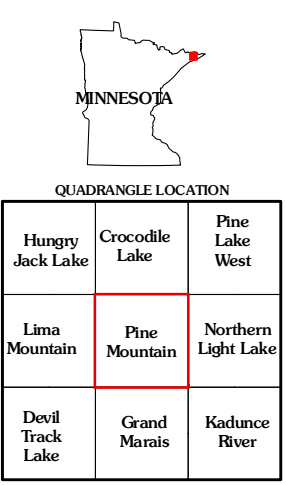 MINNESOTA
QUADRANGLE LOCATION
Hungry
Jack Lake
Crocodile
Lake
Pine
Lake
West
Lima
Mountain
Pine
Mountain
Northern
Light Lake
Devil
Track
Lake
Grand
Marais
Kadunce
River